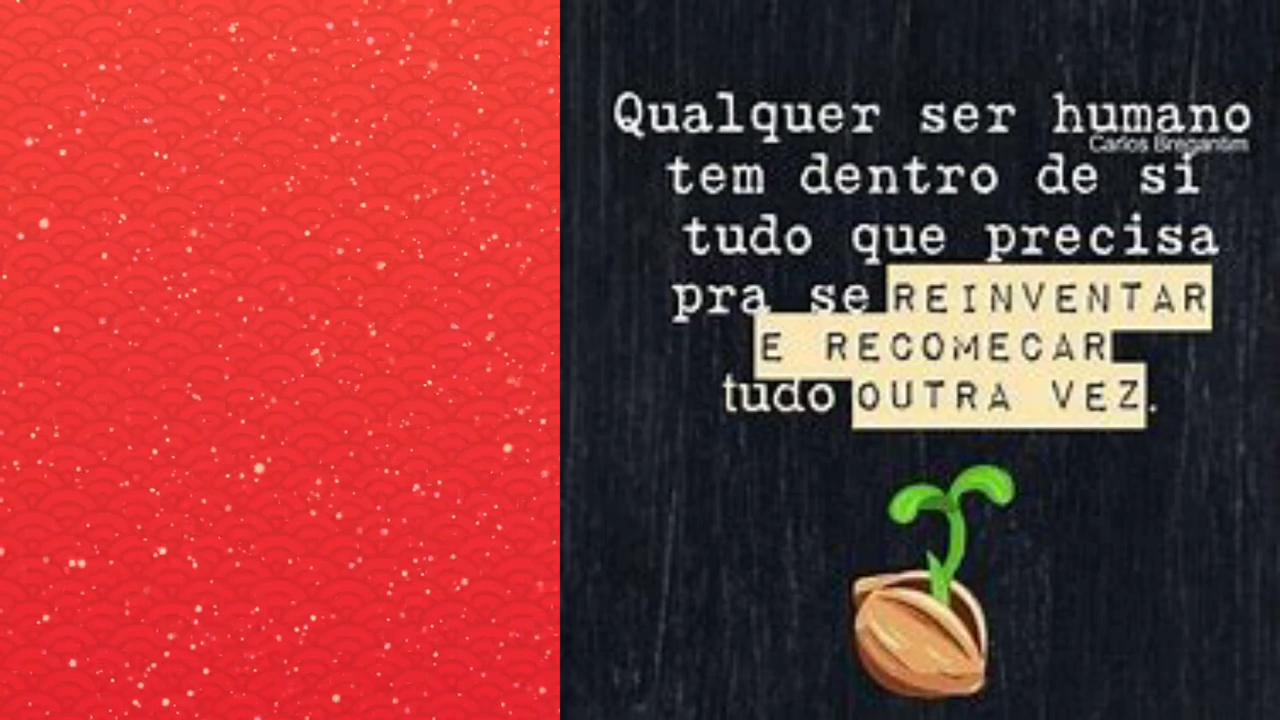 Qualquer ser humano
Carlos Bregantim
tem dentro de si
tudo que precisa
pra se REINVENTAR
E RECOMECAR
tudo OUTRA VEZ.